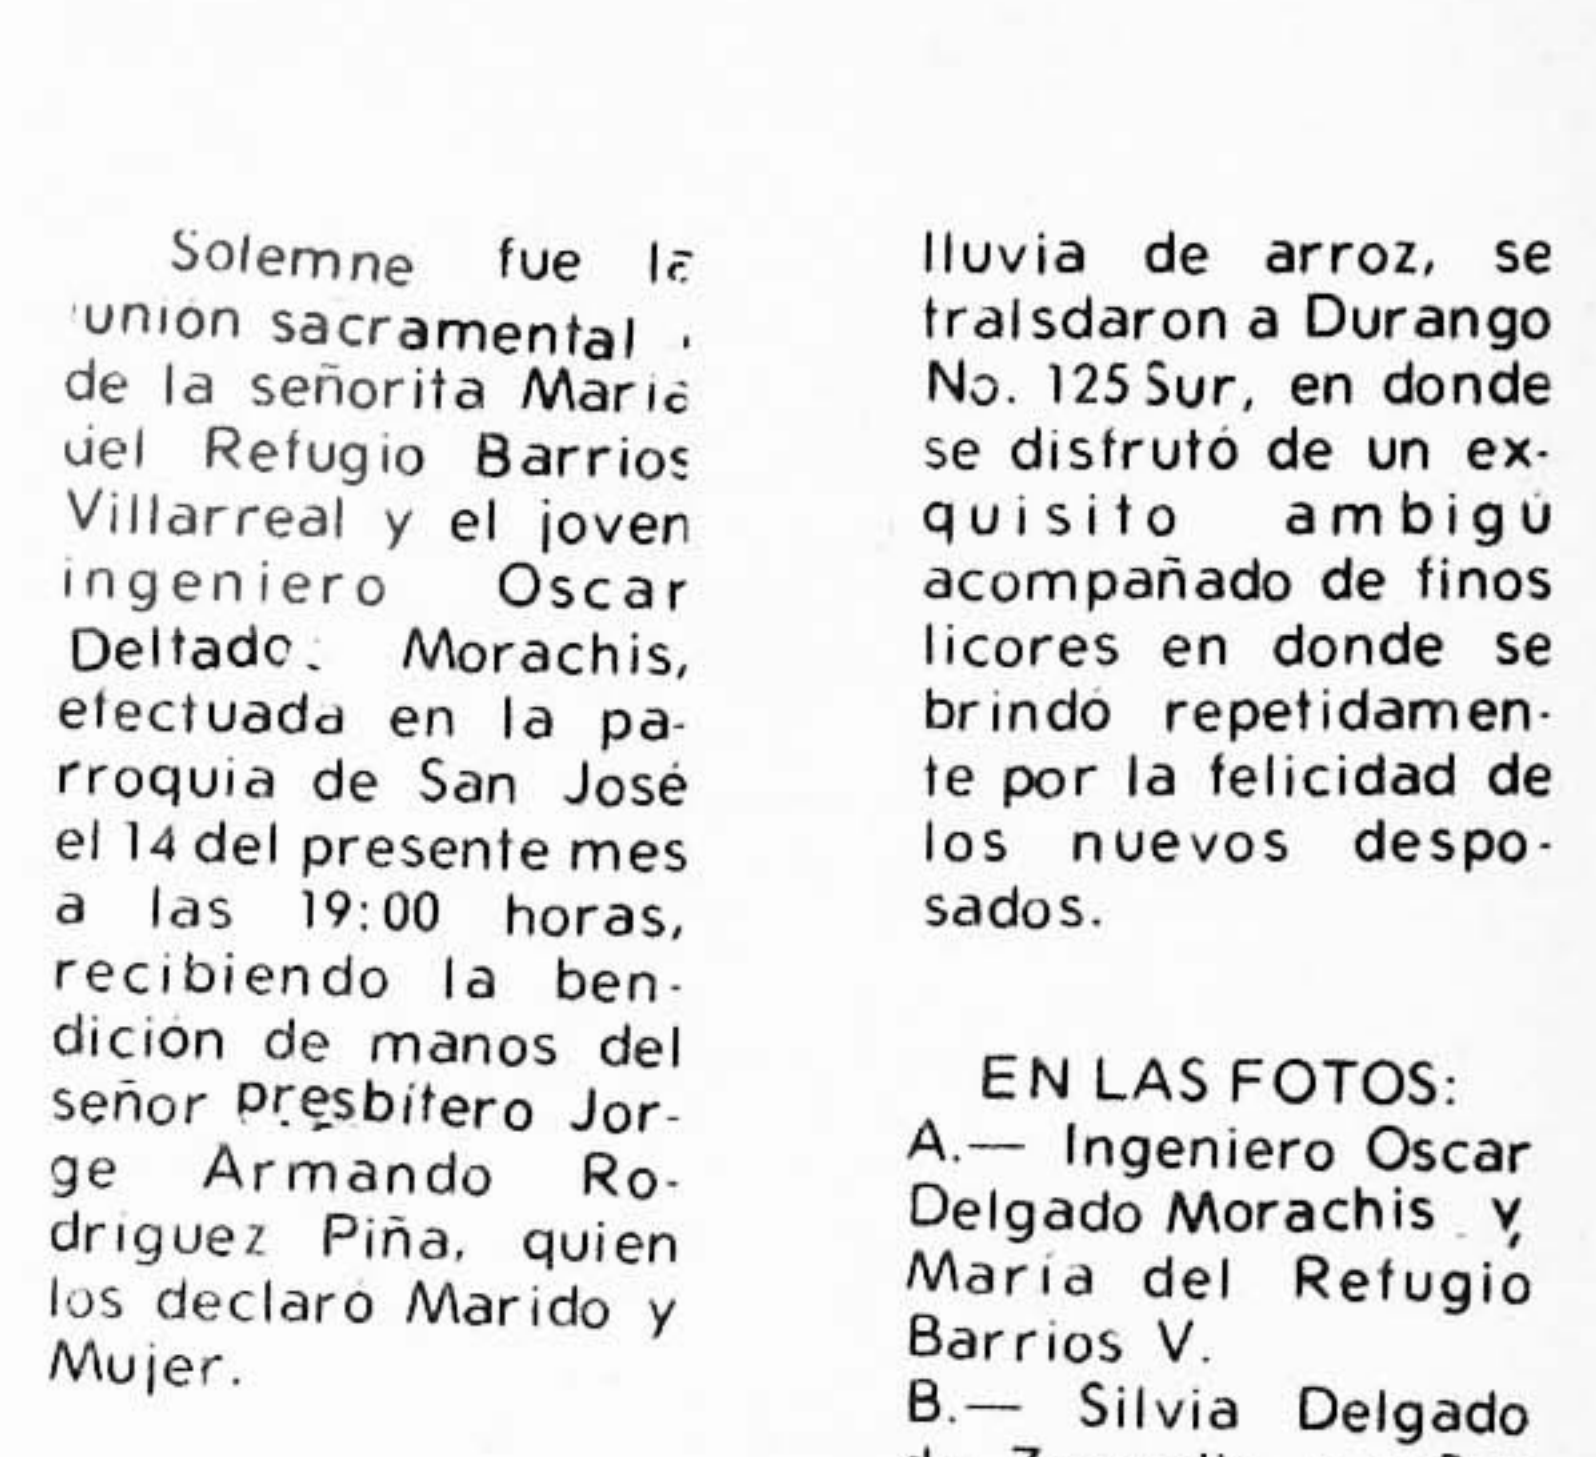 Solemne fue la
unión sacramental
de la señorita María
del Refugio Barrios
Villarreal y el joven
ingeniero Oscar
Deltado. Morachis,
efectuada en la pa-
rroquia de San José
el 14 del presente mes
a las 19:00 horas,
recibiendo la ben-
dición de manos del
señor presbítero Jor-
ge Armando Ro-
driguez Piña, quien
los declaró Marido y
Mujer.
lluvia de arroz, se
tralsdaron a Durango
No. 125 Sur, en donde
se disfrutó de un ex-
quisito ambigú
acompañado de finos
licores en donde se
brindó repetidamen-
te por la felicidad de
los nuevos despo-
sados.
EN LAS FOTOS:
A.— Ingeniero Oscar
Delgado Morachis y,
María del Refugio
Barrios V.
B.— Silvia Delgado